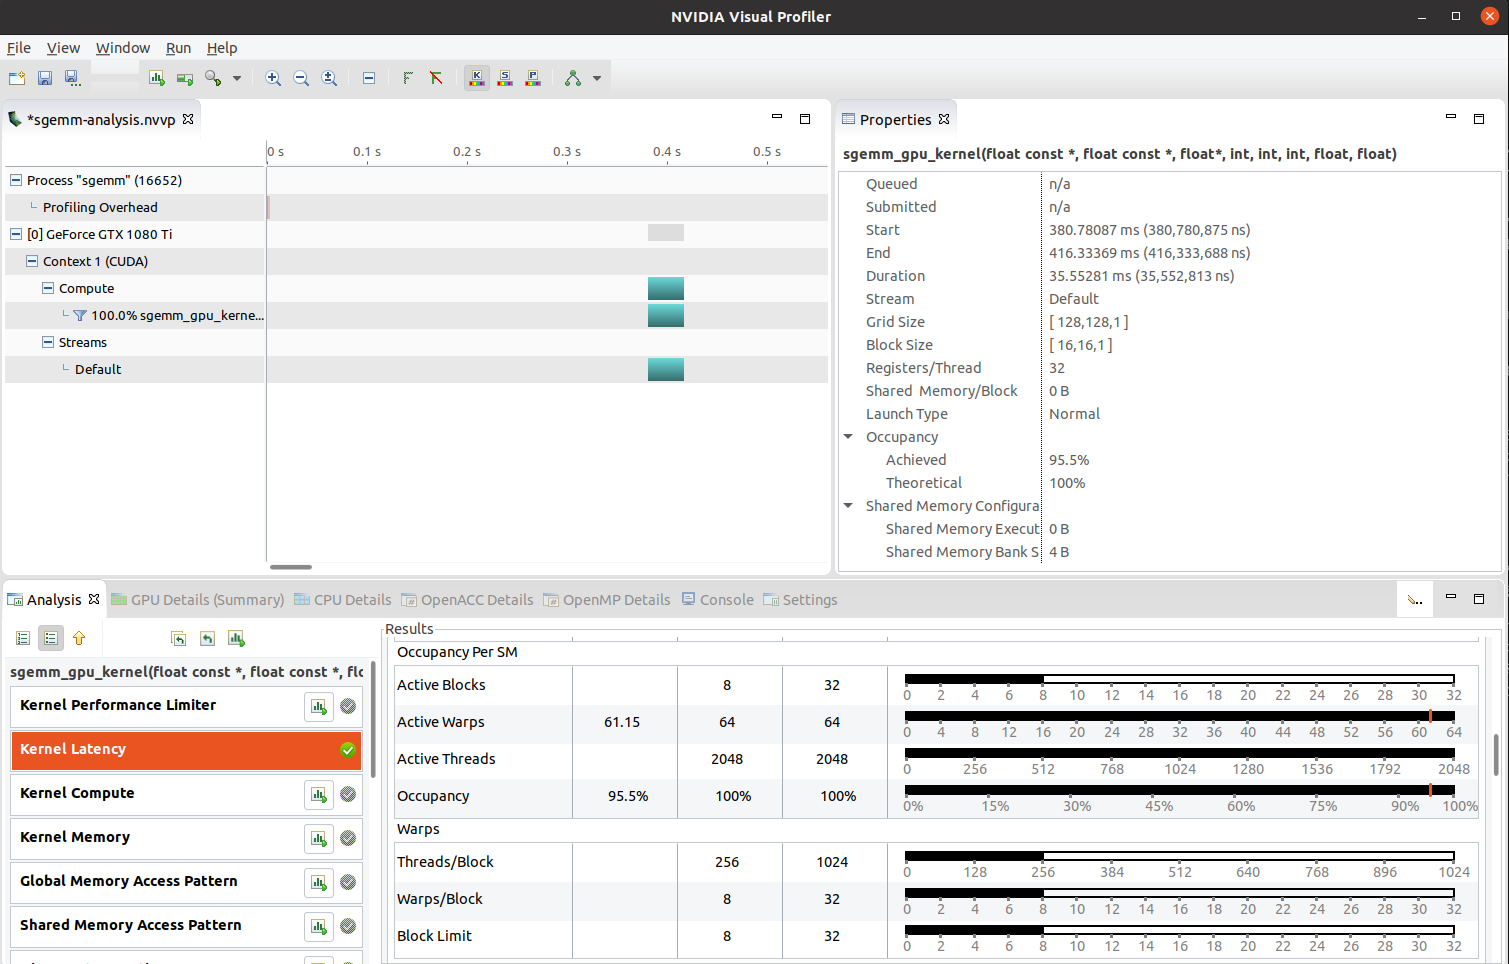 NVIDIA Visual Profiler
File View Window Run Help
*sgemm-analysis.nvvp
0 s 0.1 s 0.2 s 0.3 s 0.4 s 0.5 s
Process "sgemm" (16652)
Profiling Overhead
[0] GeForce GTX 1080 Ti
Context 1 (CUDA)
Compute
100.0% sgemm_gpu_kerne...
Streams
Default
Properties
sgemm_gpu_kernel(float const *, float const *, float*, int, int, int, float, float)
Queued n/a
Submitted n/a
Start 380.78087 ms (380,780,875 ns)
End 416.33369 ms (416,333,688 ns)
Duration 35.55281 ms (35,552,813 ns)
Stream Default
Grid Size [ 128,128,1 ]
Block Size [ 16,16,1 ]
Registers/Thread 32
Shared Memory/Block 0 B
Launch Type Normal
Occupancy
Achieved 95.5%
Theoretical 100%
Shared Memory Configura
Shared Memory Execut 0 B
Shared Memory Bank S 4 B
Analysis GPU Details (Summary) CPU Details OpenACC Details OpenMP Details Console Settings
sgemm_gpu_kernel(float const *, float const *, flo
Kernel Performance Limiter
Kernel Latency
Kernel Compute
Kernel Memory
Global Memory Access Pattern
Shared Memory Access Pattern
Results
Occupancy Per SM
Active Blocks 8 32
0 2 4 6 8 10 12 14 16 18 20 22 24 26 28 30 32
Active Warps 61.15 64 64
0 4 8 12 16 20 24 28 32 36 40 44 48 52 56 60 64
Active Threads 2048 2048
0 256 512 768 1024 1280 1536 1792 2048
Occupancy 95.5% 100% 100%
0% 15% 30% 45% 60% 75% 90% 100%
Warps
Threads/Block 256 1024
0 128 256 384 512 640 768 896 1024
Warps/Block 8 32
0 2 4 6 8 10 12 14 16 18 20 22 24 26 28 30 32
Block Limit 8 32
0 2 4 6 8 10 12 14 16 18 20 22 24 26 28 30 32